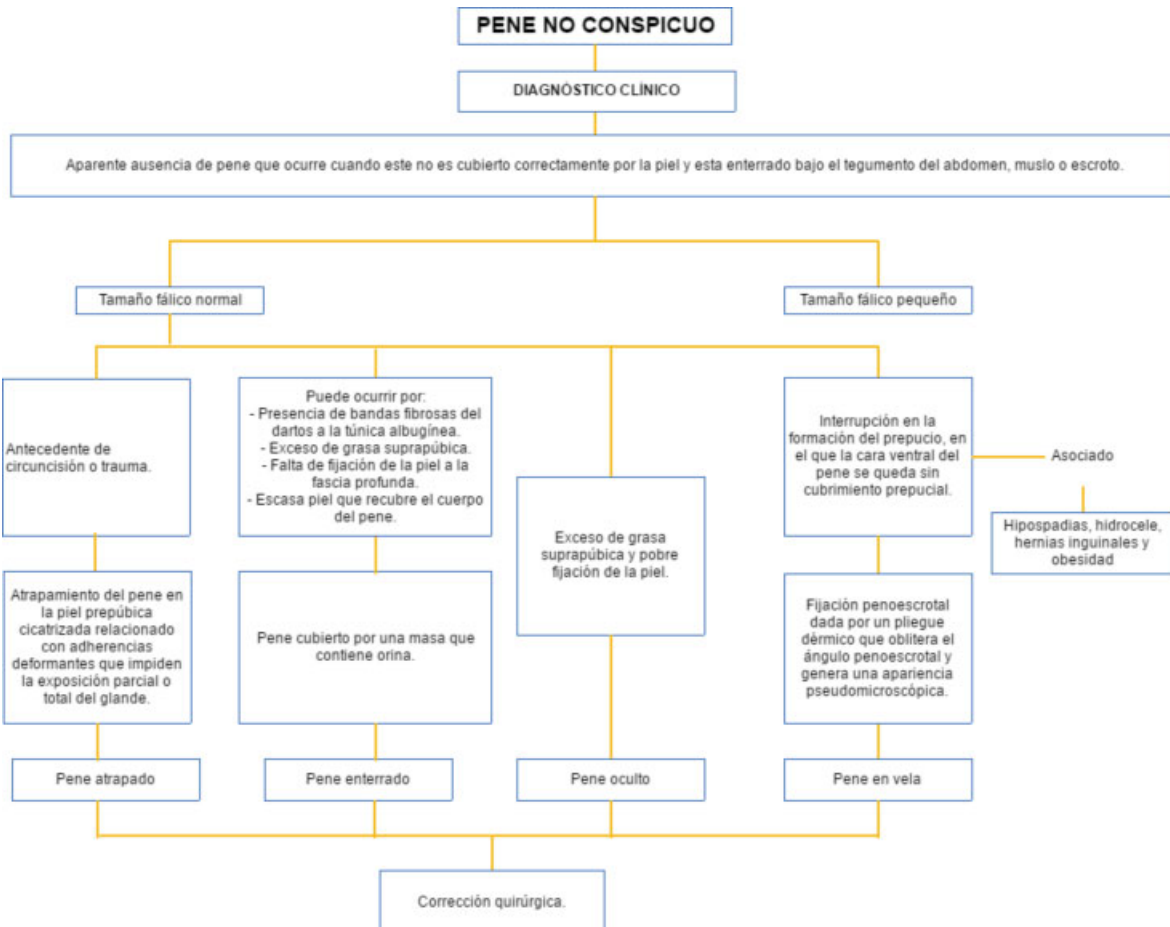 PENE NO CONSPICUO
DIAGNÓSTICO CLÍNICO
Aparente ausencia de pene que ocurre cuando este no es cubierto correctamente por la piel y esta enterrado bajo el tegumento del abdomen, muslo o escroto.
Tamaño fálico normal
Tamaño fálico pequeño
Antecedente de
circuncisión o trauma.
Puede ocurrir por:
- Presencia de bandas fibrosas del
dartos a la túnica albugínea.
- Exceso de grasa suprapúbica.
- Falta de fijación de la piel a la
fascia profunda.
- Escasa piel que recubre el cuerpo
del pene.
Exceso de grasa
suprapúbica y pobre
fijación de la piel.
Interrupción en la
formación del prepucio, en
el que la cara ventral del
pene se queda sin
cubrimiento prepucial.
Asociado
Hipospadias, hidrocele,
hernias inguinales y
obesidad
Atrapamiento del pene en
la piel prepúbica
cicatrizada relacionado
con adherencias
deformantes que impiden
la exposición parcial o
total del glande.
Pene cubierto por una masa que
contiene orina.
Fijación penoescrotal
dada por un pliegue
dérmico que oblitera el
ángulo penoescrotal y
genera una apariencia
pseudomicroscópica.
Pene atrapado
Pene enterrado
Pene oculto
Pene en vela
Corrección quirúrgica.